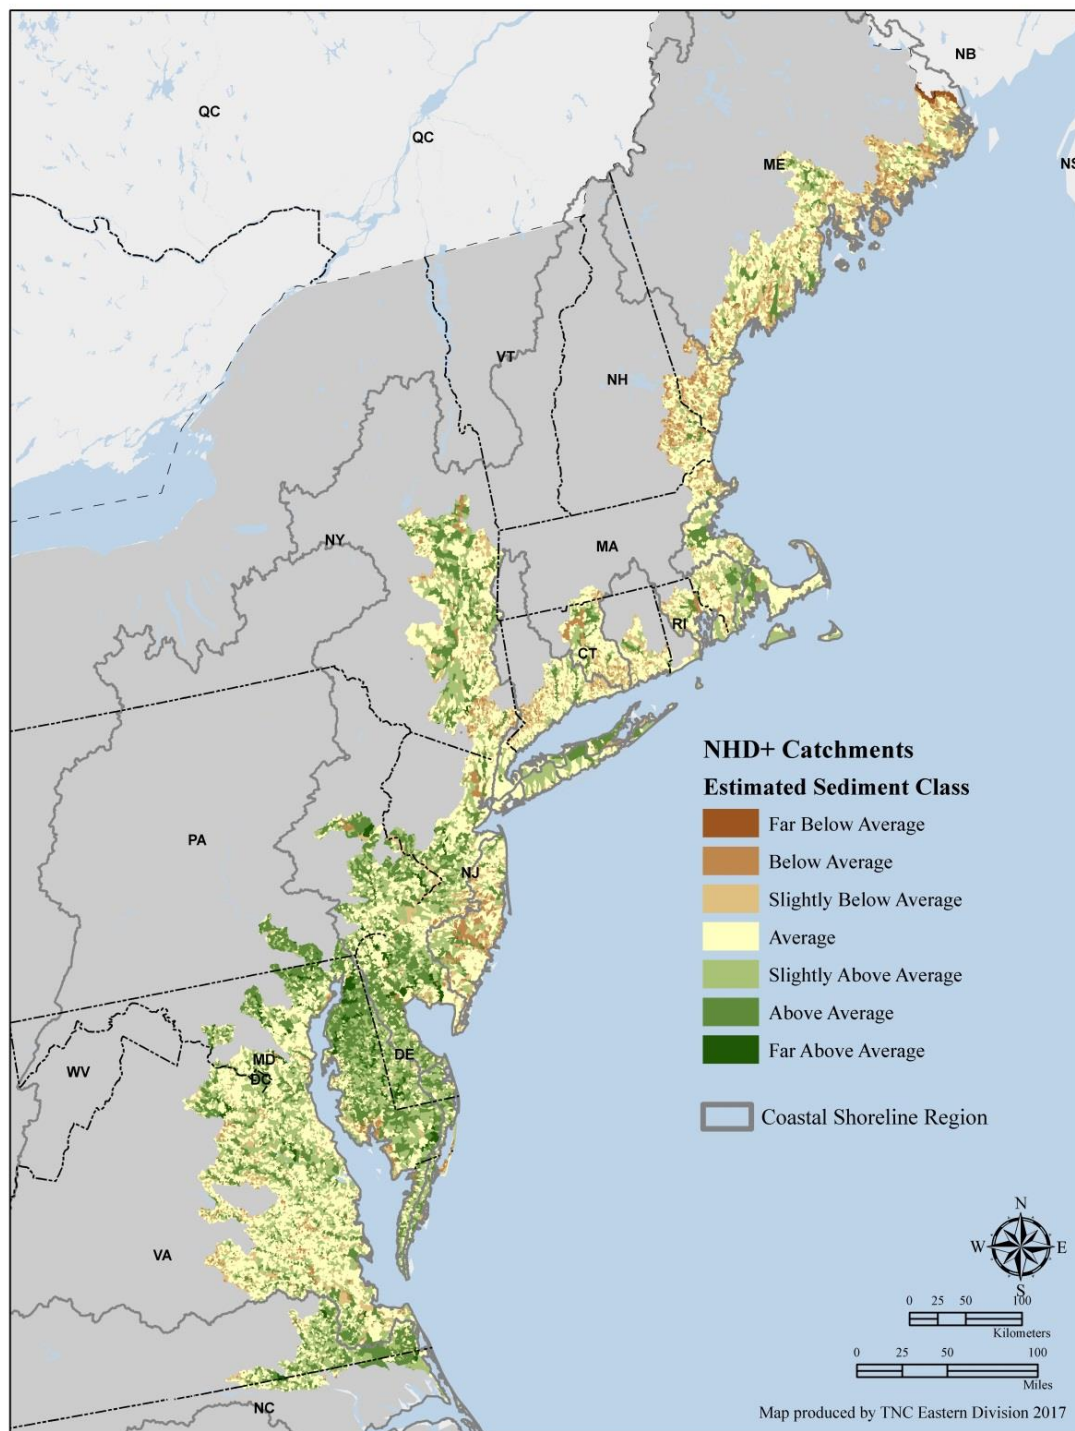 NB
QC
QC
ME
NS
VT
NH
NY
MA
RI
CT
NHD+ Catchments
Estimated Sediment Class
Far Below Average
Below Average
Slightly Below Average
Average
Slightly Above Average
Above Average
Far Above Average
Coastal Shoreline Region
PA
NJ
DE
MD
DC
WV
VA
NC
N
W
E
S
0 25 50 100
Kilometers
0 25 50 100
Miles
Map produced by TNC Eastern Division 2017